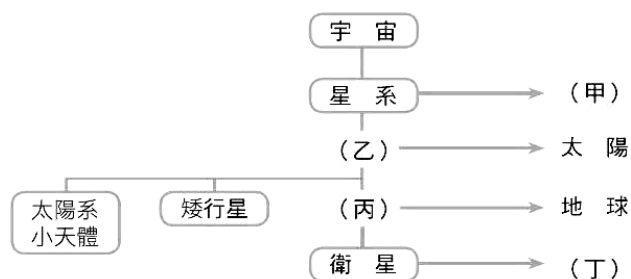 宇宙
星系
（甲）
（乙）
太陽
太陽系
小天體
矮行星
（丙）
地球
衛星
（丁）